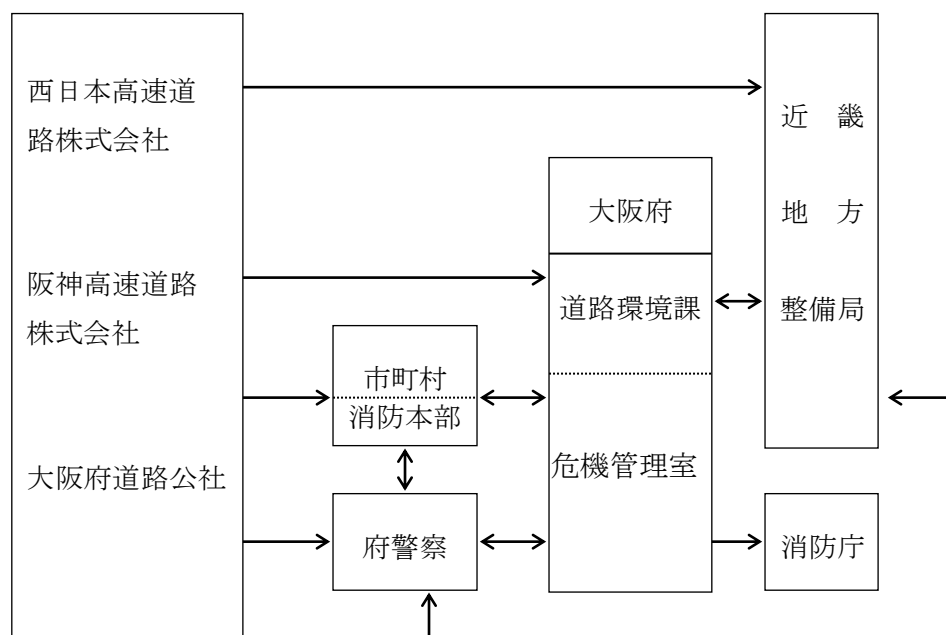 西日本高速道
路株式会社
阪神高速道路
株式会社
大阪府道路公社
市町村
消防本部
府警察
大阪府
道路環境課
危機管理室
近　畿
地　方
整備局
消防庁